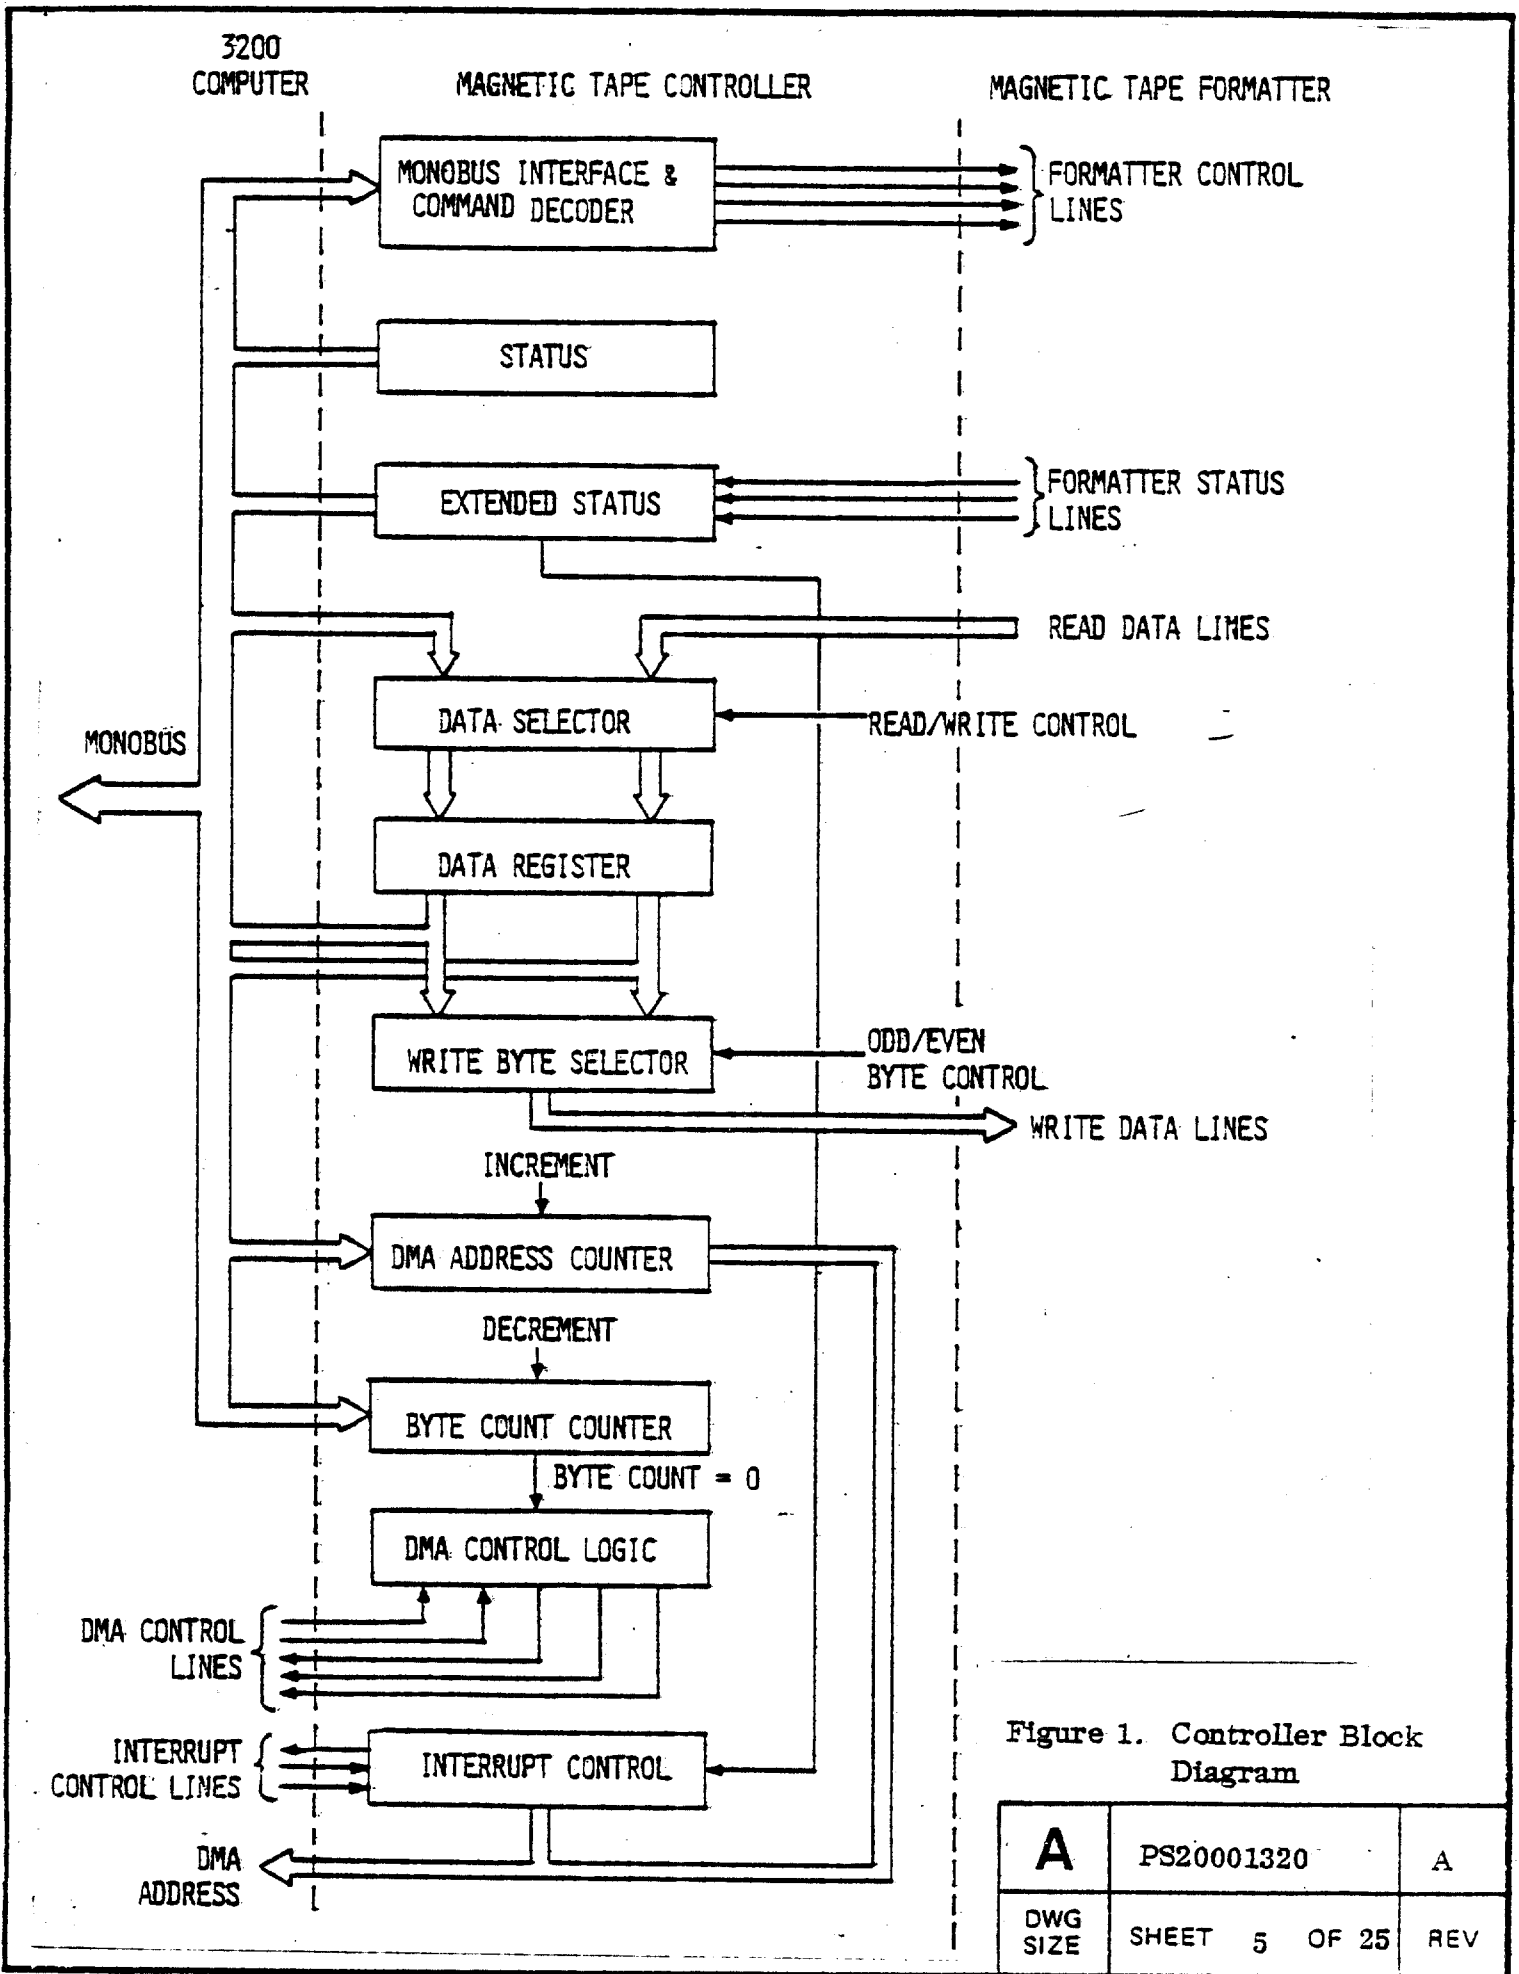 3200
COMPUTER
MAGNETIC TAPE CONTROLLER
MAGNETIC TAPE FORMATTER
MONOBUS INTERFACE &
COMMAND DECODER
FORMATTER CONTROL
LINES
STATUS
EXTENDED STATUS
FORMATTER STATUS
LINES
READ DATA LINES
DATA SELECTOR
READ/WRITE CONTROL
MONOBUS
DATA REGISTER
WRITE BYTE SELECTOR
ODD/EVEN
BYTE CONTROL
WRITE DATA LINES
INCREMENT
DMA ADDRESS COUNTER
DECREMENT
BYTE COUNT COUNTER
BYTE COUNT = 0
DMA CONTROL LOGIC
DMA CONTROL
LINES
INTERRUPT
CONTROL LINES
INTERRUPT CONTROL
DMA
ADDRESS
Figure 1. Controller Block
Diagram
A
PS20001320
A
DWG
SIZE
SHEET 5 OF 25
REV